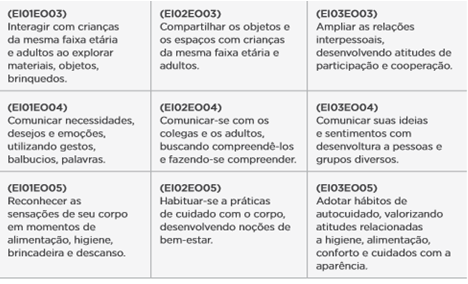 (EI01EO03)
Interagir com crianças
da mesma faixa etária
e adultos ao explorar
materiais, objetos,
brinquedos.
(EI02EO03)
Compartilhar os objetos e
os espaços com crianças
da mesma faixa etária e
adultos.
(EI03EO03)
Ampliar as relações
interpessoais,
desenvolvendo atitudes de
participação e cooperação.
(EI01EO04)
Comunicar necessidades,
desejos e emoções,
utilizando gestos,
balbucios, palavras.
(EI02EO04)
Comunicar-se com os
colegas e os adultos,
buscando compreendê-los
e fazendo-se compreender.
(EI03EO04)
Comunicar suas ideias
e sentimentos com
desenvoltura a pessoas e
grupos diversos.
(EI01EO05)
Reconhecer as
sensações de seu corpo
em momentos de
alimentação, higiene,
brincadeira e descanso.
(EI02EO05)
Habituar-se a práticas
de cuidado com o corpo,
desenvolvendo noções de
bem-estar.
(EI03EO05)
Adotar hábitos de
autocuidado, valorizando
atitudes relacionadas
a higiene, alimentação,
conforto e cuidados com a
aparência.